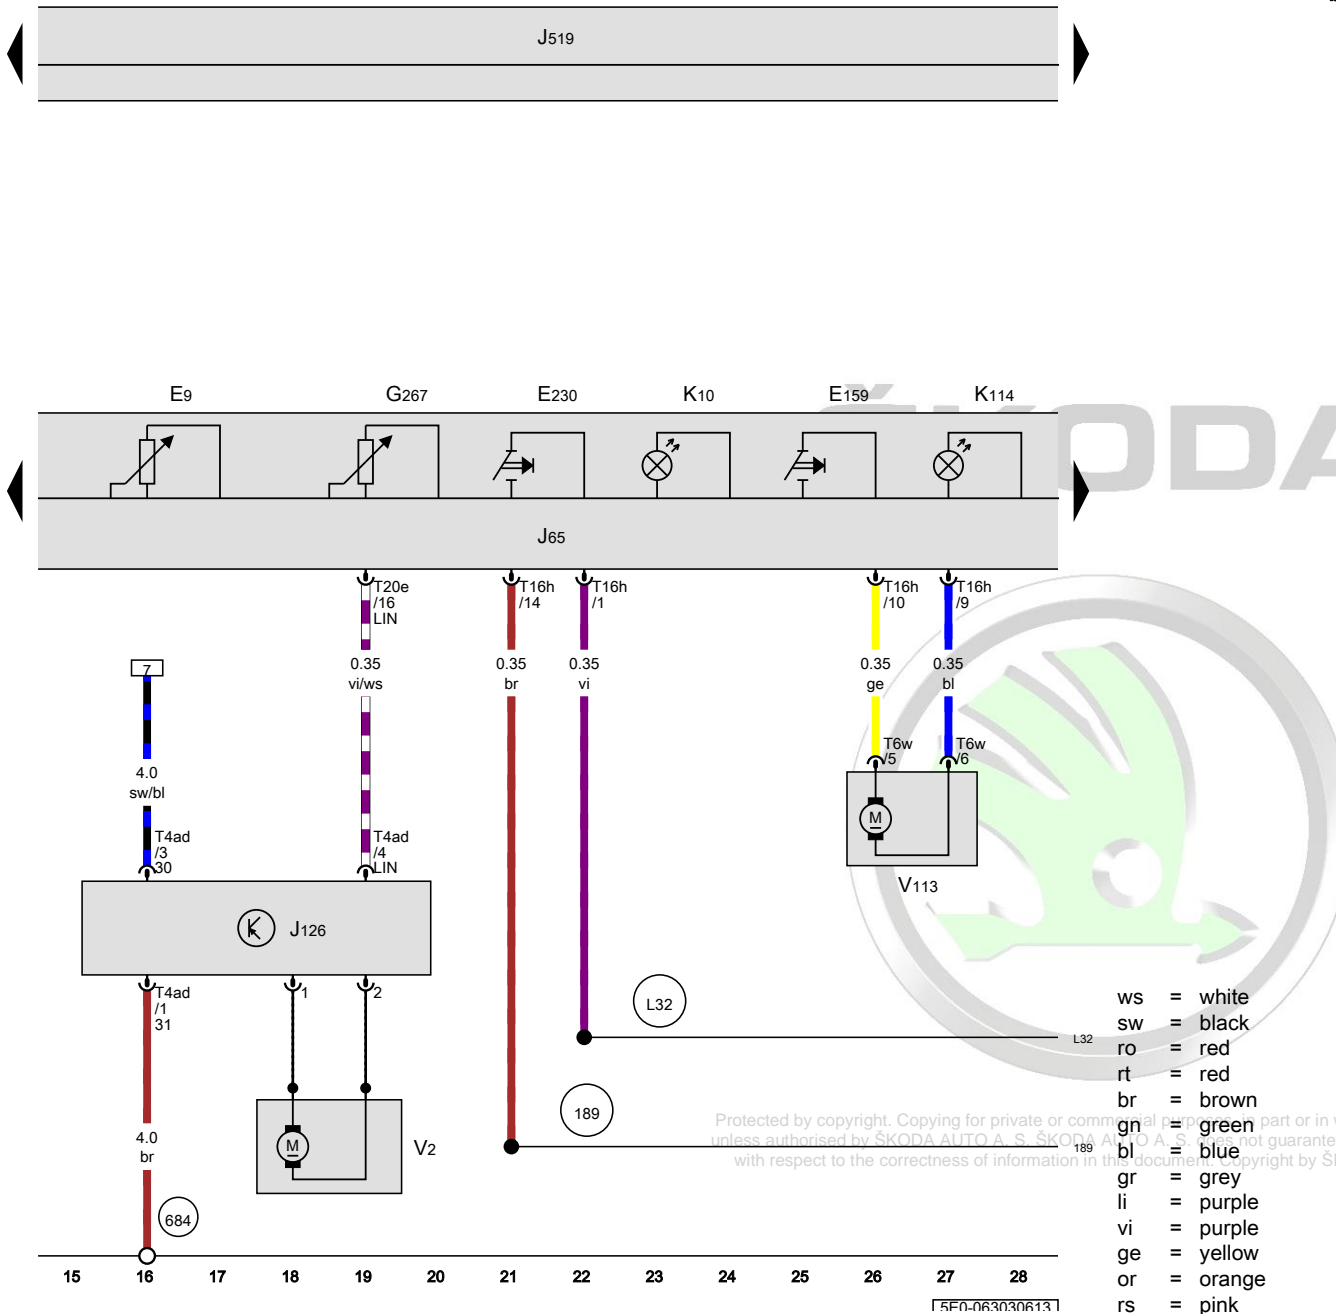 J519
E9 G267 E230 K10 E159 K114
ŠKODA
J65
T20e
/16
LIN
T16h
/14
T16h
/1
T16h
/10
T16h
/9
7
0.35
vi/ws
0.35
br
0.35
vi
0.35
ge
0.35
bl
4.0
sw/bl
T6w
/5
T6w
/6
M
T4ad
/3
30
T4ad
/4
LIN
V113
J126
T4ad
/1
31
1
2
L32
L32
189
189
4.0
br
M
V2
684
ws = white
sw = black
ro = red
rt = red
br = brown
gn = green
bl = blue
gr = grey
li = purple
vi = purple
ge = yellow
or = orange
rs = pink
Protected by copyright. Copying for private or commercial purposes, in part or in
unless authorised by ŠKODA AUTO A. S. ŠKODA AUTO A. S. does not guarante
with respect to the correctness of information in this document. Copyright by Š
15 16 17 18 19 20 21 22 23 24 25 26 27 28
5E0-063030613